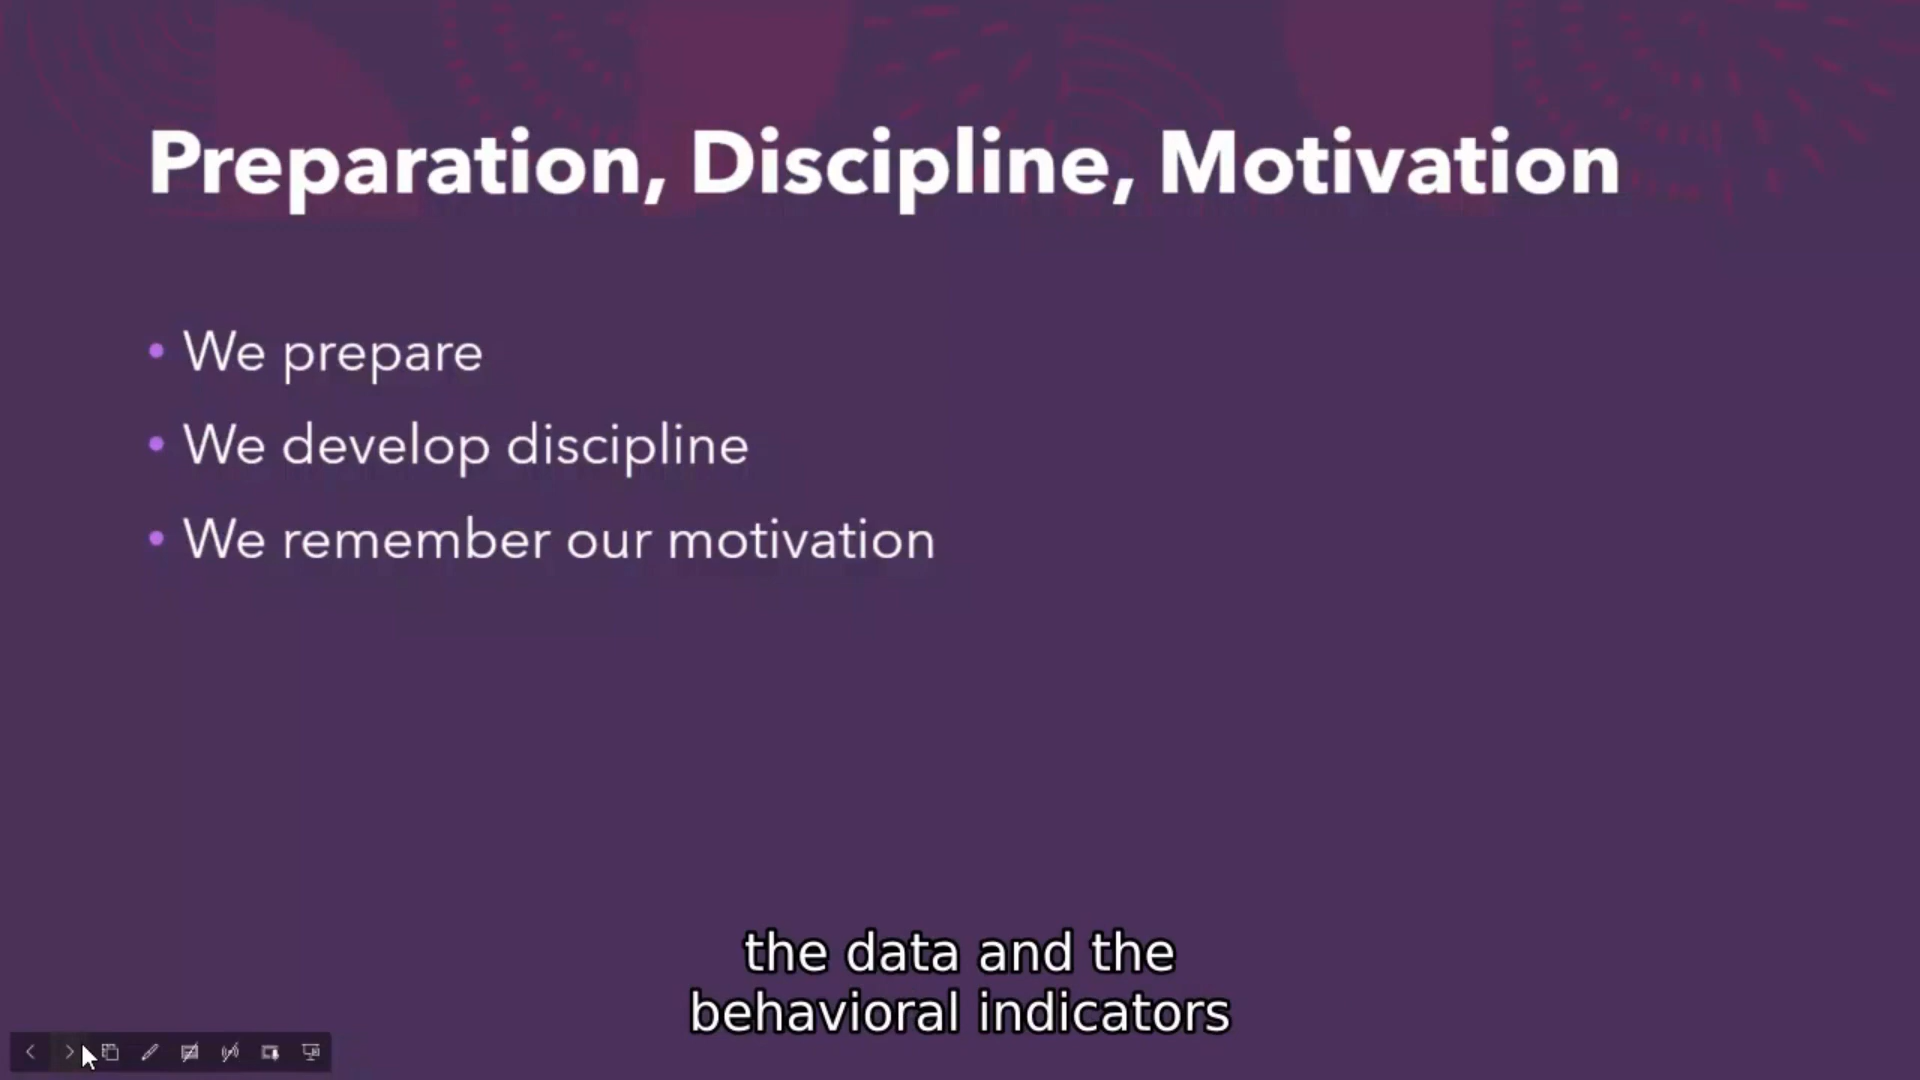 Preparation, Discipline, Motivation
• We prepare
• We develop discipline
• We remember our motivation
the data and the
behavioral indicators